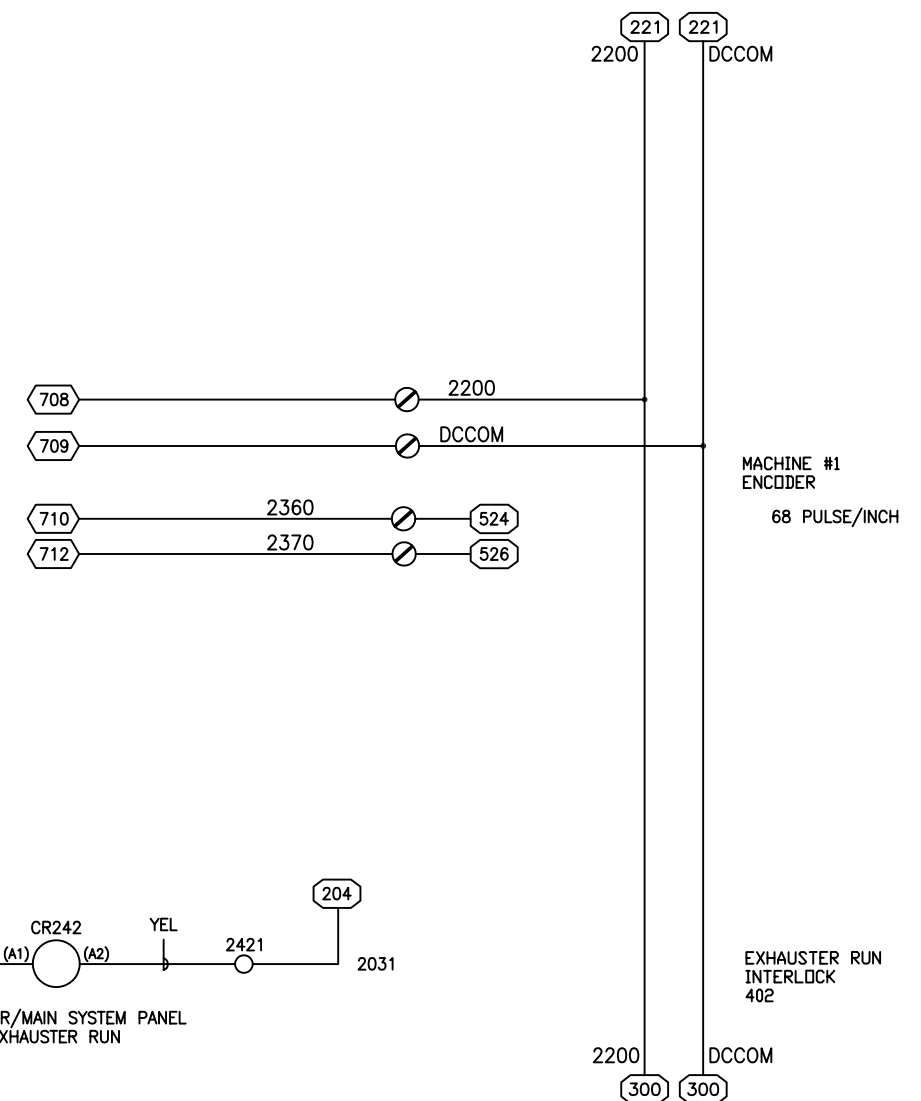 221 221
2200 DCCOM
708 2200
709 DCCOM
MACHINE #1
ENCODER
68 PULSE/INCH
710 2360 524
712 2370 526
204
CR242 YEL
(A1) (A2) 2421
2031
EXHAUSTER RUN
INTERLOCK
402
R/MAIN SYSTEM PANEL
XHAUSTER RUN
2200 DCCOM
300 300